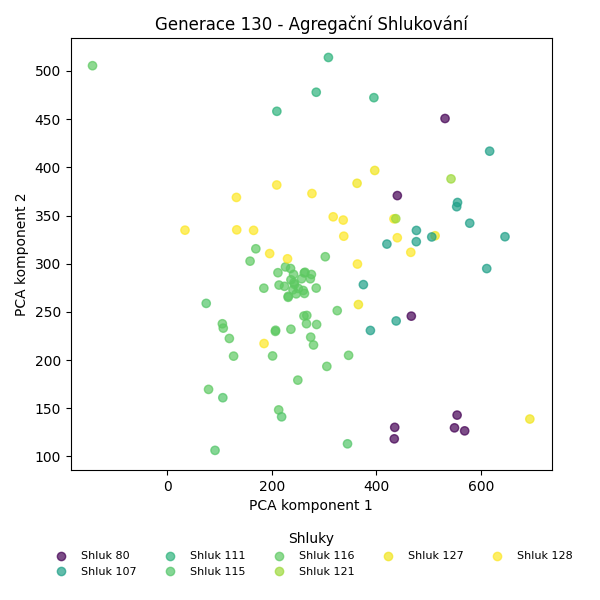 Generace 130 - Agregační Shlukování
PCA komponent 2
500
450
400
350
300
250
200
150
100
0
200
400
600
PCA komponent 1
Shluky
Shluk 80
Shluk 111
Shluk 116
Shluk 127
Shluk 128
Shluk 107
Shluk 115
Shluk 121